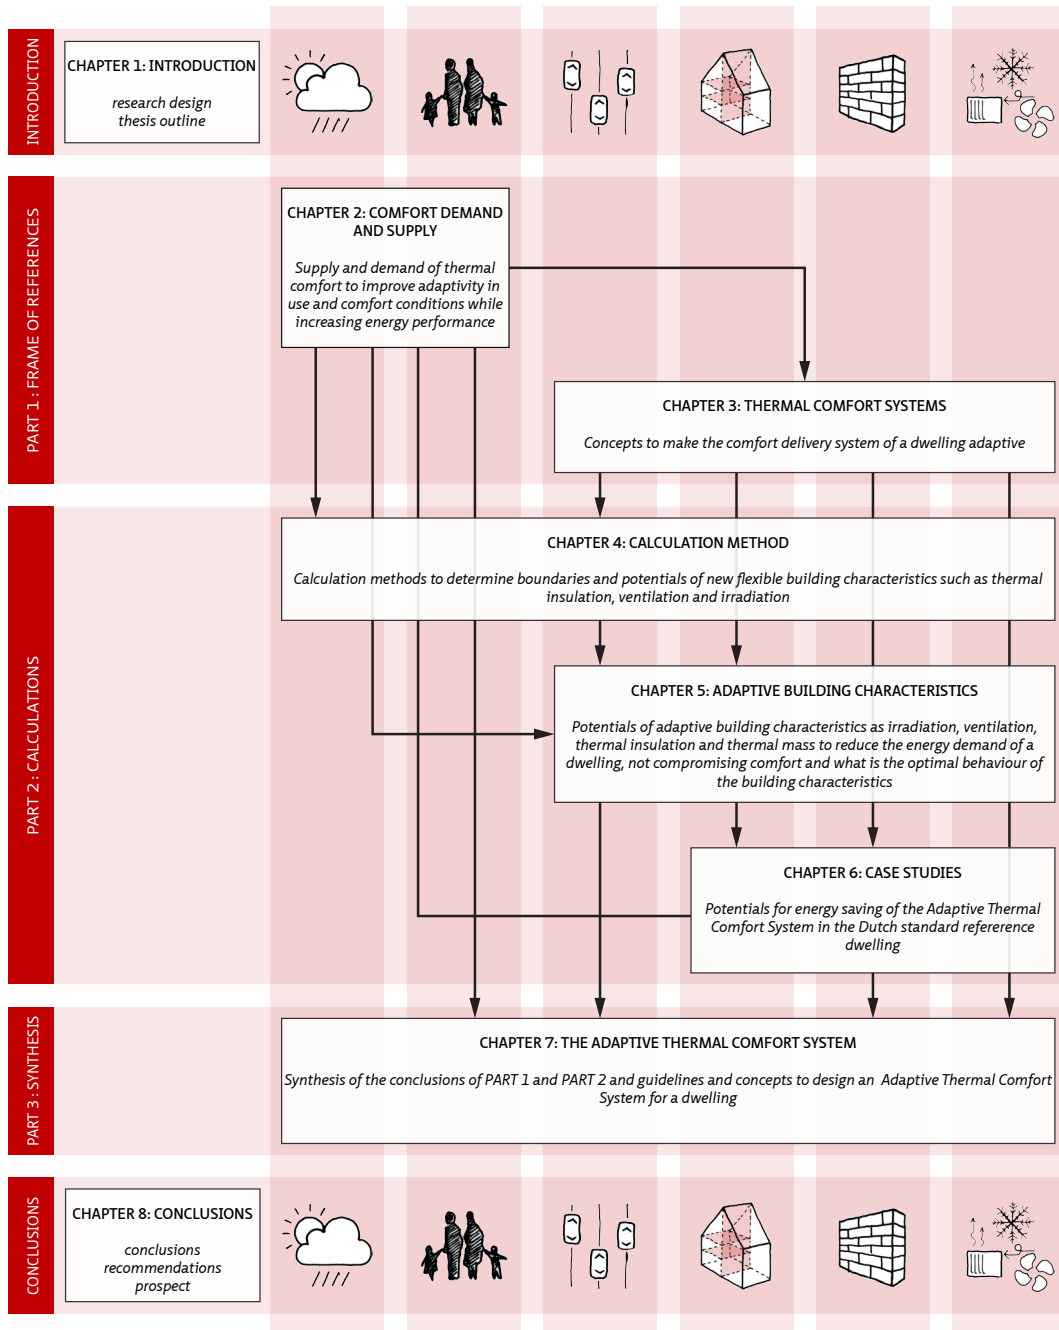 INTRODUCTION
CHAPTER 1: INTRODUCTION
research design
thesis outline
PART 1 : FRAME OF REFERENCES
CHAPTER 2: COMFORT DEMAND
AND SUPPLY
Supply and demand of thermal
comfort to improve adaptivity in
use and comfort conditions while
increasing energy performance
CHAPTER 3: THERMAL COMFORT SYSTEMS
Concepts to make the comfort delivery system of a dwelling adaptive
PART 2 : CALCULATIONS
CHAPTER 4: CALCULATION METHOD
Calculation methods to determine boundaries and potentials of new flexible building characteristics such as thermal
insulation, ventilation and irradiation
CHAPTER 5: ADAPTIVE BUILDING CHARACTERISTICS
Potentials of adaptive building characteristics as irradiation, ventilation,
thermal insulation and thermal mass to reduce the energy demand of a
dwelling, not compromising comfort and what is the optimal behaviour of
the building characteristics
CHAPTER 6: CASE STUDIES
Potentials for energy saving of the Adaptive Thermal
Comfort System in the Dutch standard refererence
dwelling
PART 3 : SYNTHESIS
CHAPTER 7: THE ADAPTIVE THERMAL COMFORT SYSTEM
Synthesis of the conclusions of PART 1 and PART 2 and guidelines and concepts to design an Adaptive Thermal Comfort
System for a dwelling
CONCLUSIONS
CHAPTER 8: CONCLUSIONS
conclusions
recommendations
prospect